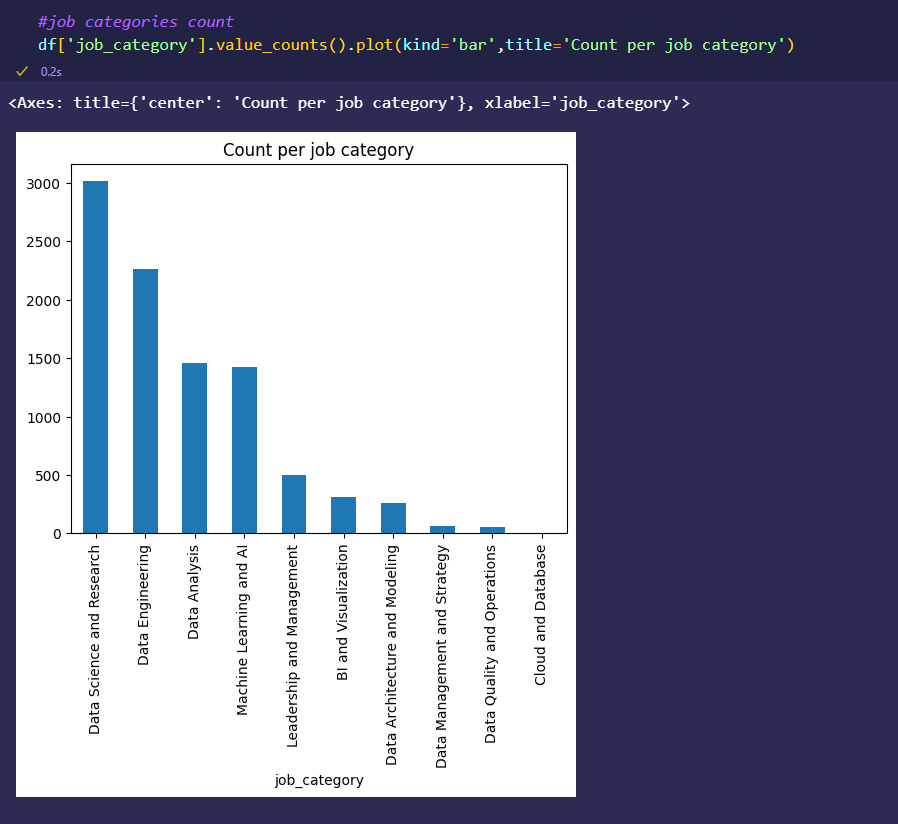 #job categories count
df['job_category'].value_counts().plot(kind='bar',title='Count per job category')
0.2s
<Axes: title={'center': 'Count per job category'}, xlabel='job_category'>
Count per job category
3000
2500
2000
1500
1000
500
0
Data Science and Research
Data Engineering
Data Analysis
Machine Learning and AI
Leadership and Management
BI and Visualization
Data Architecture and Modeling
Data Management and Strategy
Data Quality and Operations
Cloud and Database
job_category